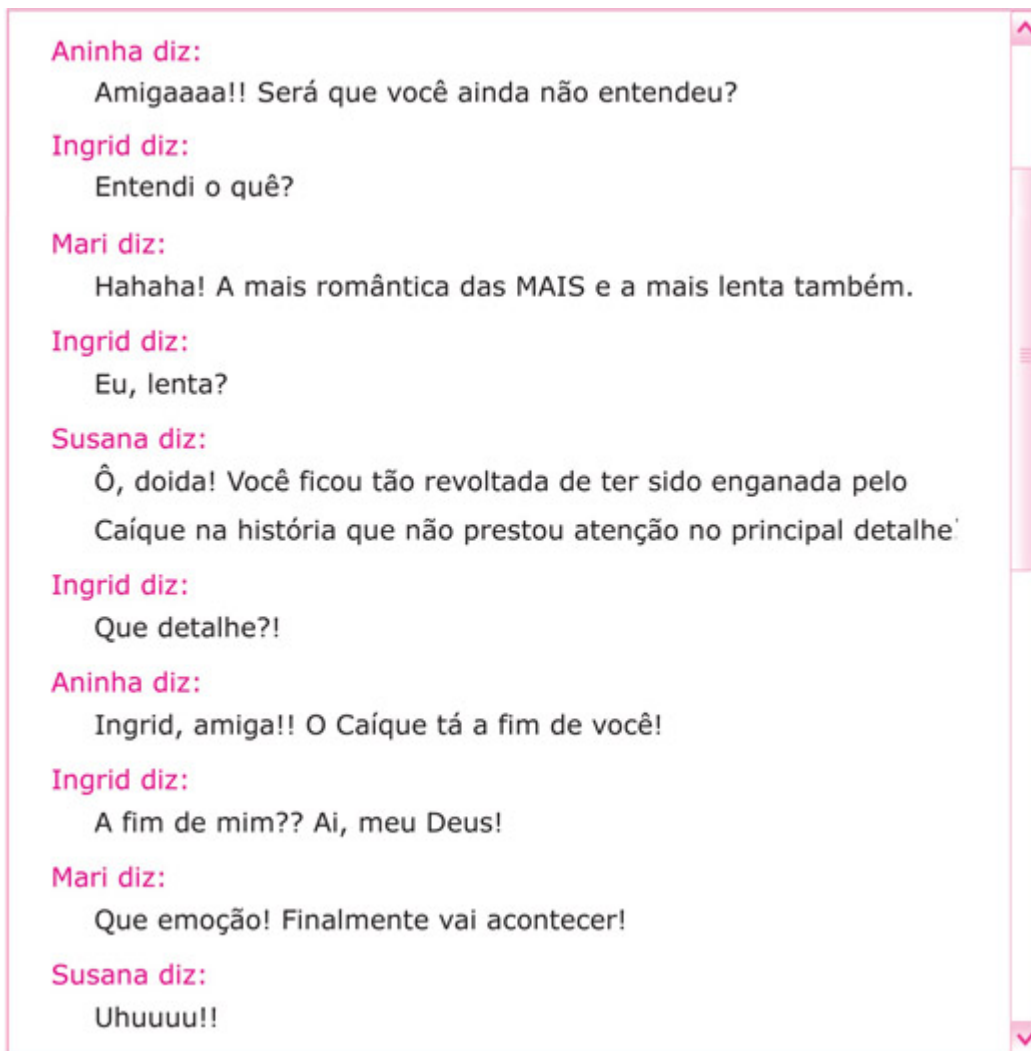 Aninha diz:
Amigaaaa!! Será que você ainda não entendeu?
Ingrid diz:
Entendi o quê?
Mari diz:
Hahaha! A mais romântica das MAIS e a mais lenta também.
Ingrid diz:
Eu, lenta?
Susana diz:
Ô, doida! Você ficou tão revoltada de ter sido enganada pelo
Caíque na história que não prestou atenção no principal detalhe
Ingrid diz:
Que detalhe?!
Aninha diz:
Ingrid, amiga!! O Caíque tá a fim de você!
Ingrid diz:
A fim de mim?? Ai, meu Deus!
Mari diz:
Que emoção! Finalmente vai acontecer!
Susana diz:
Uhuuuu!!